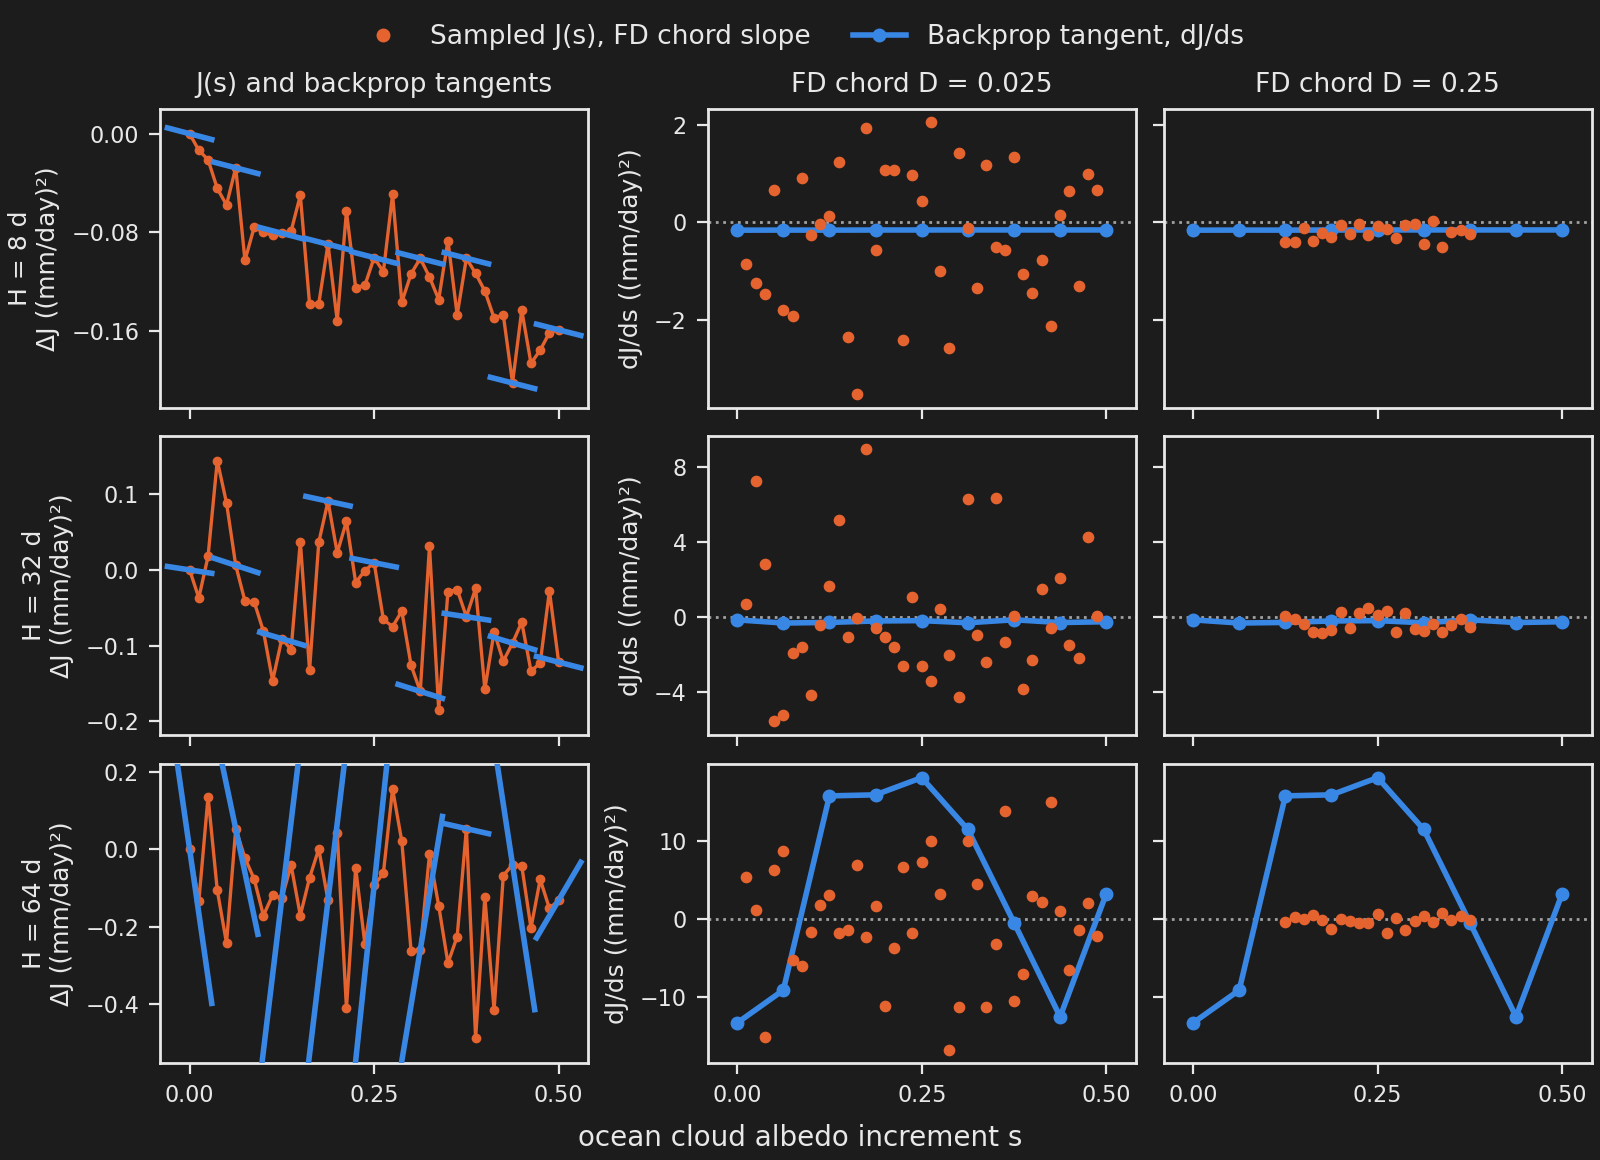 Sampled J(s), FD chord slope
Backprop tangent, dJ/ds
J(s) and backprop tangents
FD chord D = 0.025
FD chord D = 0.25
H = 8 d
ΔJ ((mm/day)²)
0.00
−0.08
−0.16
dJ/ds ((mm/day)²)
2
0
−2
H = 32 d
ΔJ ((mm/day)²)
0.1
0.0
−0.1
−0.2
dJ/ds ((mm/day)²)
8
4
0
−4
H = 64 d
ΔJ ((mm/day)²)
0.2
0.0
−0.2
−0.4
dJ/ds ((mm/day)²)
10
0
−10
0.00 0.25 0.50
0.00 0.25 0.50
0.00 0.25 0.50
ocean cloud albedo increment s